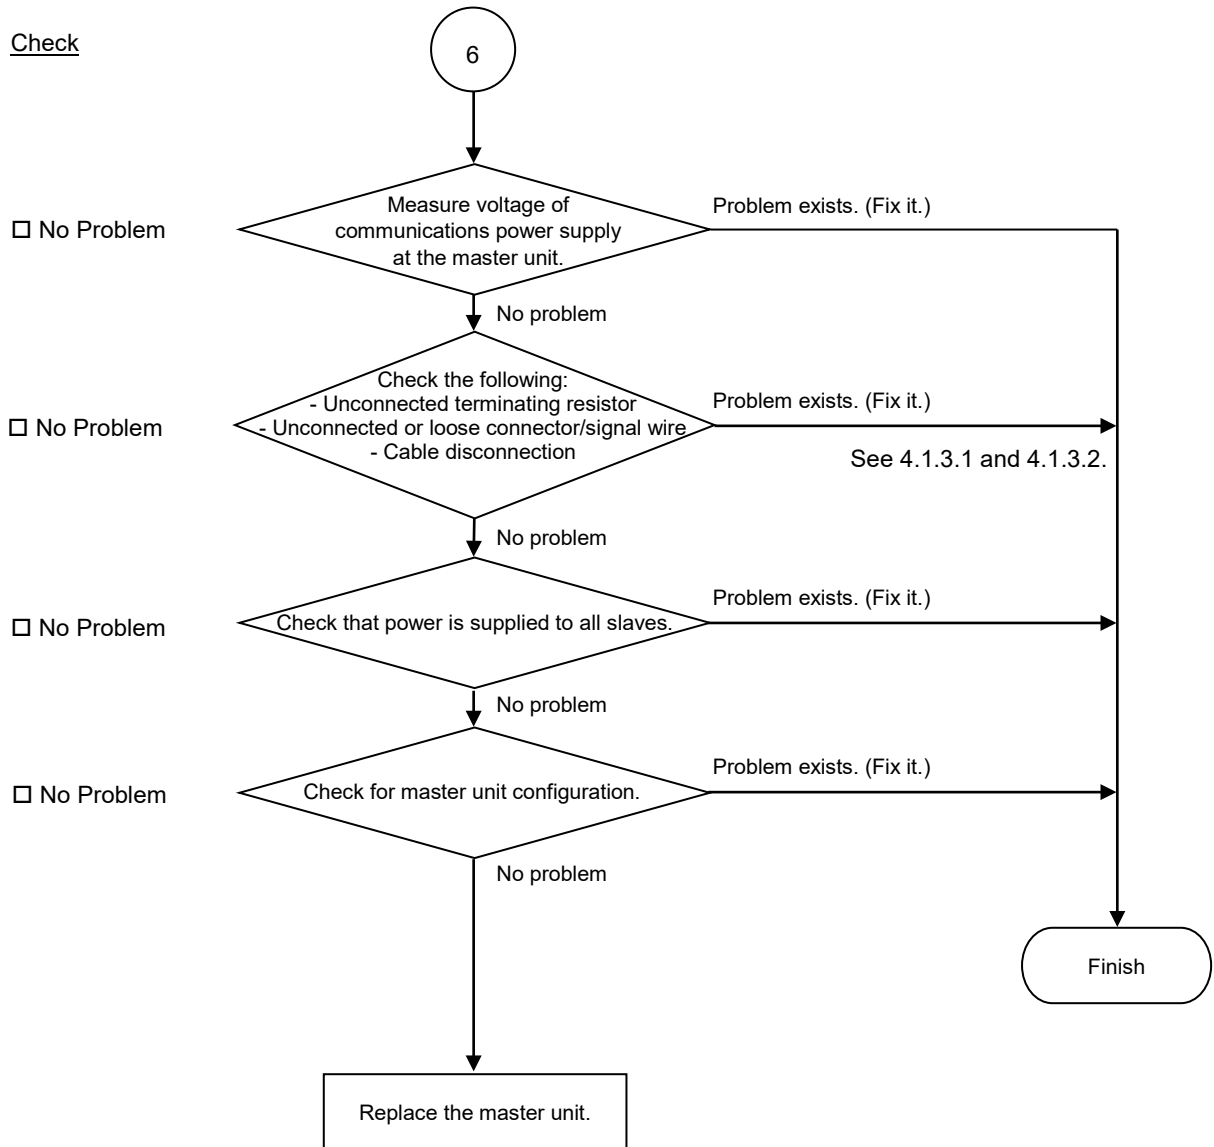 Check
6
Measure voltage of
communications power supply
at the master unit.
Problem exists. (Fix it.)
□ No Problem
No problem
Check the following:
- Unconnected terminating resistor
- Unconnected or loose connector/signal wire
- Cable disconnection
Problem exists. (Fix it.)
□ No Problem
See 4.1.3.1 and 4.1.3.2.
No problem
Problem exists. (Fix it.)
□ No Problem
Check that power is supplied to all slaves.
No problem
Problem exists. (Fix it.)
□ No Problem
Check for master unit configuration.
No problem
Finish
Replace the master unit.